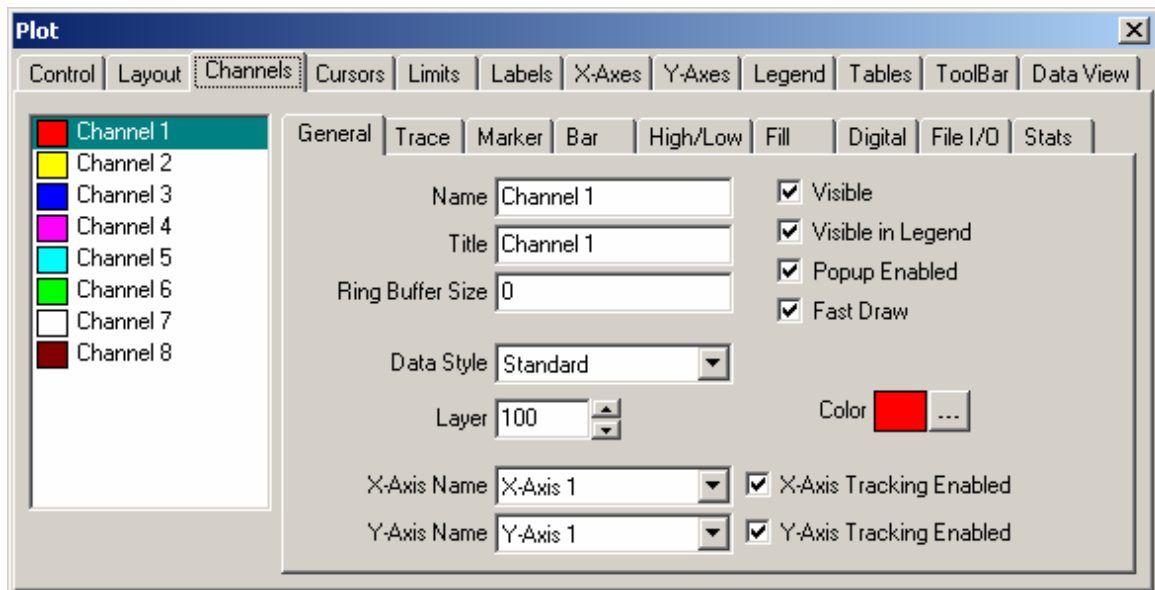 Plot
Control Layout Channels Cursors Limits Labels X-Axes Y-Axes Legend Tables ToolBar Data View
Channel 1
Channel 2
Channel 3
Channel 4
Channel 5
Channel 6
Channel 7
Channel 8
General Trace Marker Bar High/Low Fill Digital File I/O Stats
Name Channel 1
Title Channel 1
Ring Buffer Size 0
Data Style Standard
Layer 100
X-Axis Name X-Axis 1
Y-Axis Name Y-Axis 1
Visible
Visible in Legend
Popup Enabled
Fast Draw
Color ...
X-Axis Tracking Enabled
Y-Axis Tracking Enabled